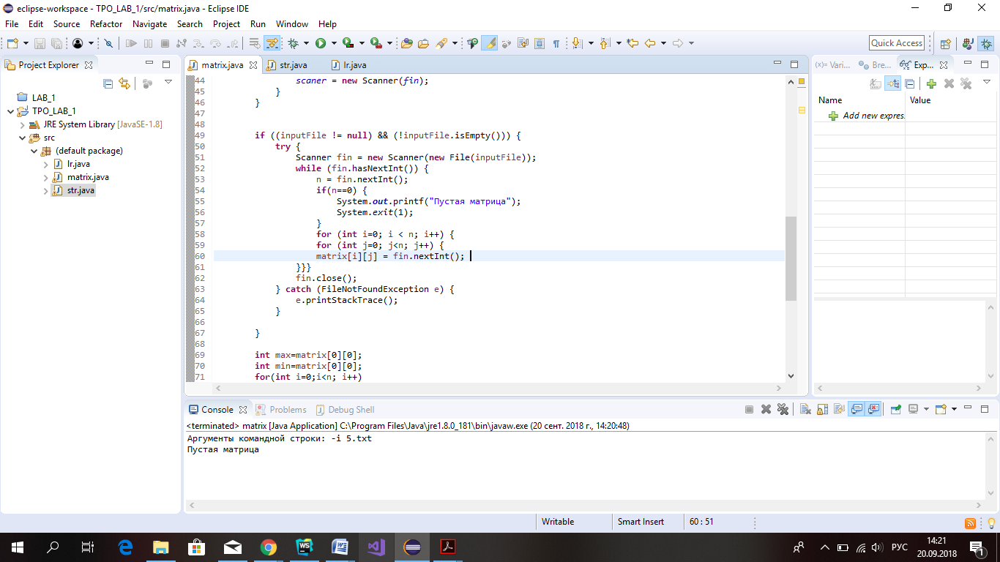 eclipse-workspace - TPO_LAB_1/src/matrix.java - Eclipse IDE
File Edit Source Refactor Navigate Search Project Run Window Help
Quick Access
Project Explorer
LAB_1
TPO_LAB_1
JRE System Library [JavaSE-1.8]
src
(default package)
lr.java
matrix.java
str.java
matrix.java str.java lr.java
44 scaner = new Scanner(fin);
45 }
46 }
47
48
49 if ((inputFile != null) && (!inputFile.isEmpty())) {
50 try {
51 Scanner fin = new Scanner(new File(inputFile));
52 while (fin.hasNextInt()) {
53 n = fin.nextInt();
54 if(n==0) {
55 System.out.printf("Пустая матрица");
56 System.exit(1);
57 }
58 for (int i=0; i < n; i++) {
59 for (int j=0; j<n; j++) {
60 matrix[i][j] = fin.nextInt();
61 }}}
62 fin.close();
63 } catch (FileNotFoundException e) {
64 e.printStackTrace();
65 }
66
67 }
68
69 int max=matrix[0][0];
70 int min=matrix[0][0];
71 for(int i=0;i<n; i++)
(x)= Vari... Bre... Exp...
Name Value
Add new expres.
Console Problems Debug Shell
<terminated> matrix [Java Application] C:\Program Files\Java\jre1.8.0_181\bin\javaw.exe (20 сент. 2018 г., 14:20:48)
Аргументы командной строки: -i 5.txt
Пустая матрица
Writable Smart Insert 60 : 51
РУС
14:21
20.09.2018
1